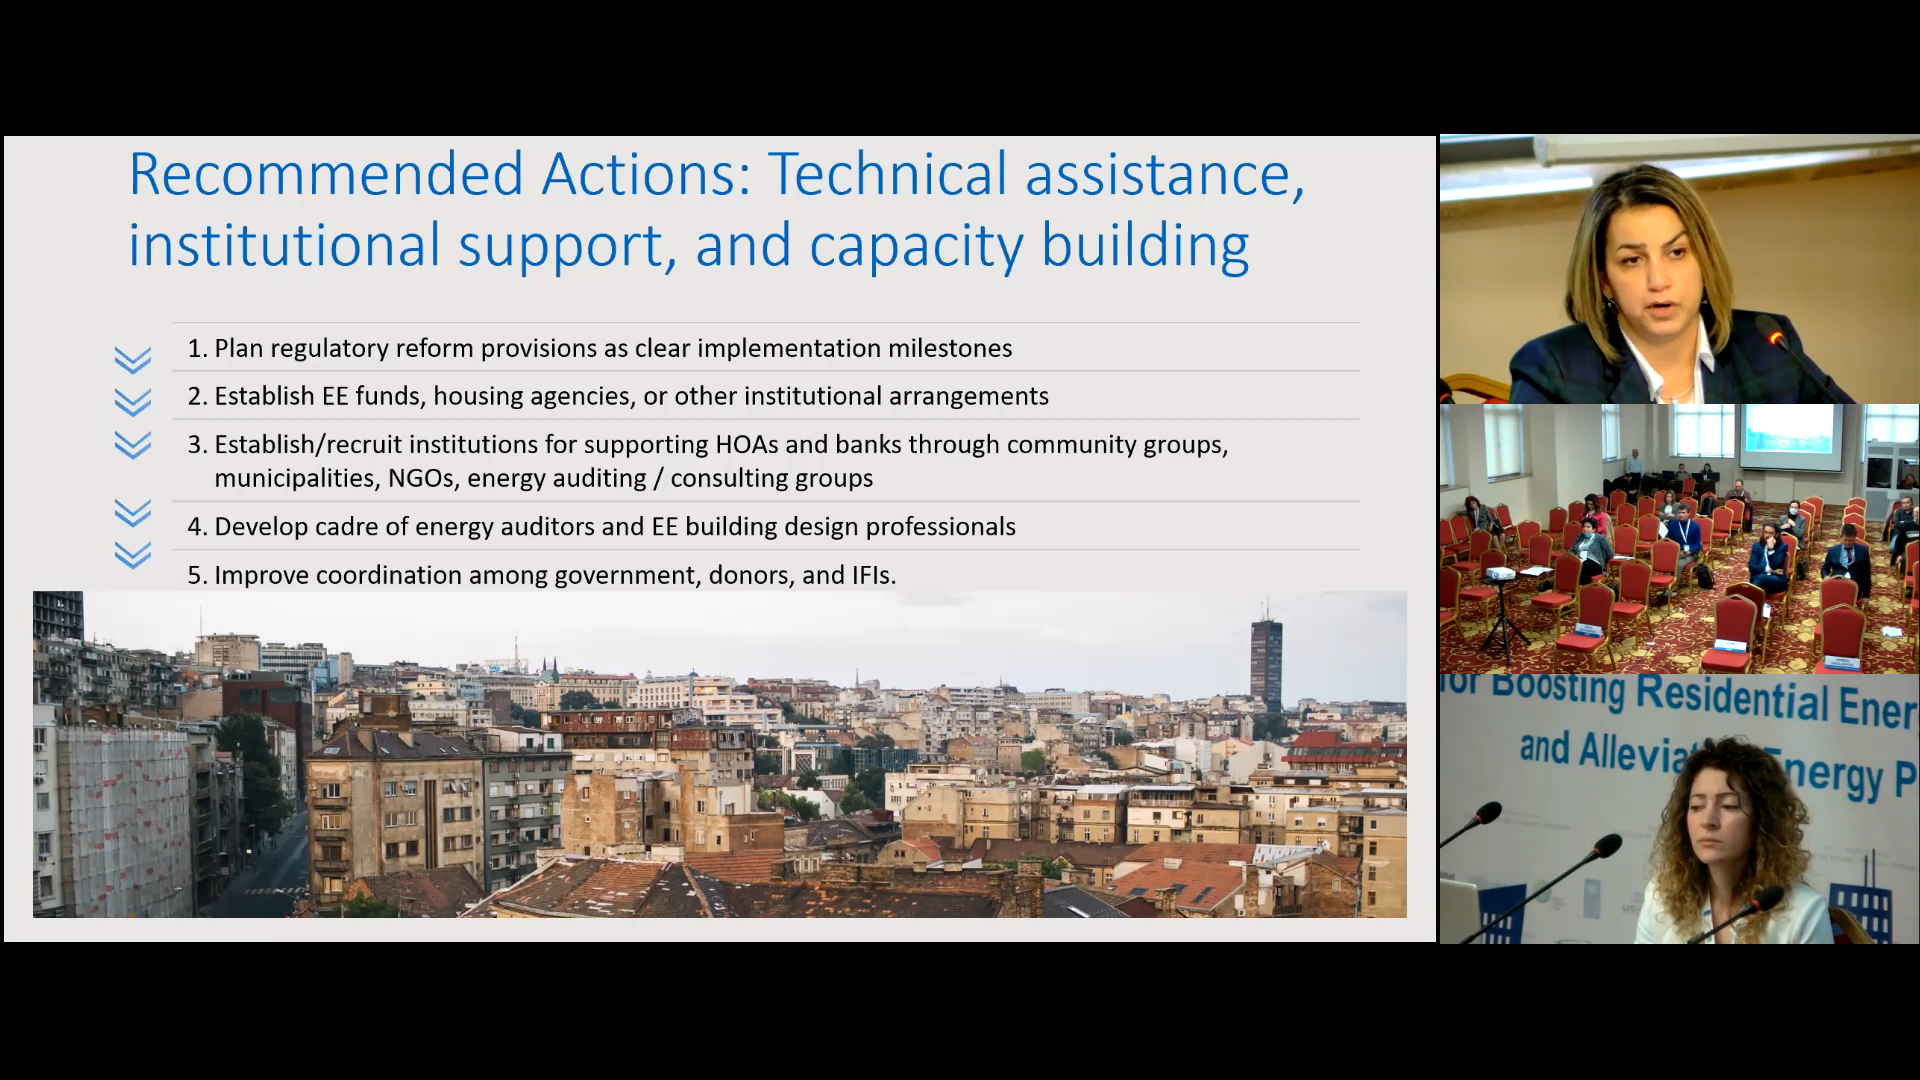 Recommended Actions: Technical assistance,
institutional support, and capacity building
1. Plan regulatory reform provisions as clear implementation milestones
2. Establish EE funds, housing agencies, or other institutional arrangements
3. Establish/recruit institutions for supporting HOAs and banks through community groups,
municipalities, NGOs, energy auditing / consulting groups
4. Develop cadre of energy auditors and EE building design professionals
5. Improve coordination among government, donors, and IFIs.
for Boosting Residential Ener
and Allevia Energy P